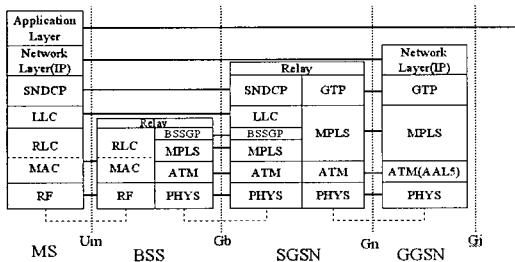 Application
Layer
Network
Layer(IP)
SNDCP
LLC
RLC
MAC
RF
Relay
RLC
MAC
RF
BSSGP
MPLS
ATM
PHYS
Relay
SNDCP
LLC
BSSGP
MPLS
ATM
PHYS
GTP
MPLS
ATM
PHYS
Network
Layer(IP)
GTP
MPLS
ATM(AAL5)
PHYS
MS
Um
BSS
Gb
SGSN
Gn
GGSN
Gi